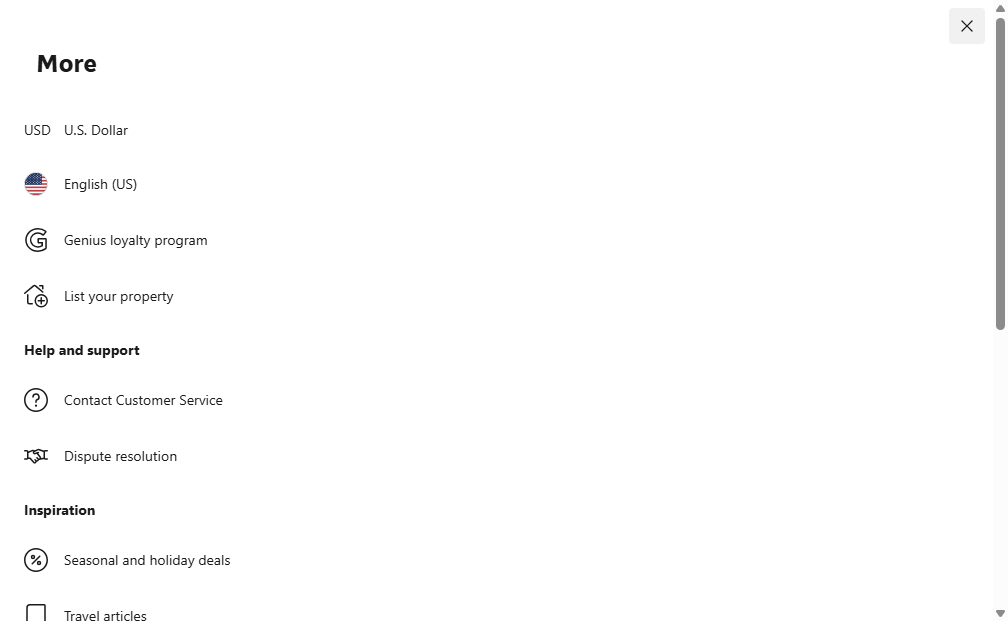 More
USD U.S. Dollar
English (US)
Genius loyalty program
List your property
Help and support
Contact Customer Service
Dispute resolution
Inspiration
Seasonal and holiday deals
Travel articles